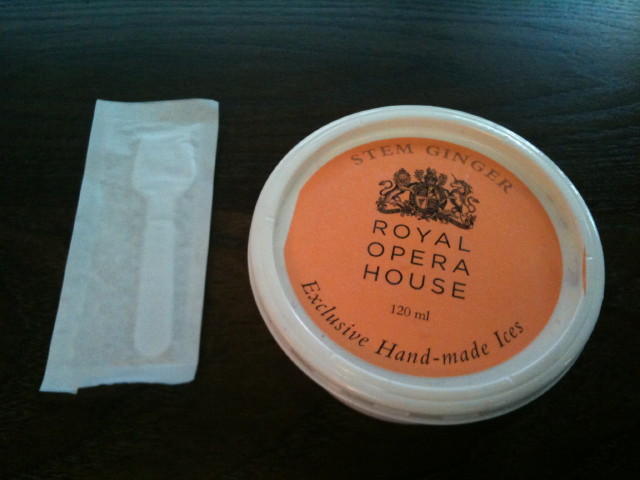 STEM GINGER
ROYAL
OPERA
HOUSE
120 ml
Exclusive Hand-made Ices